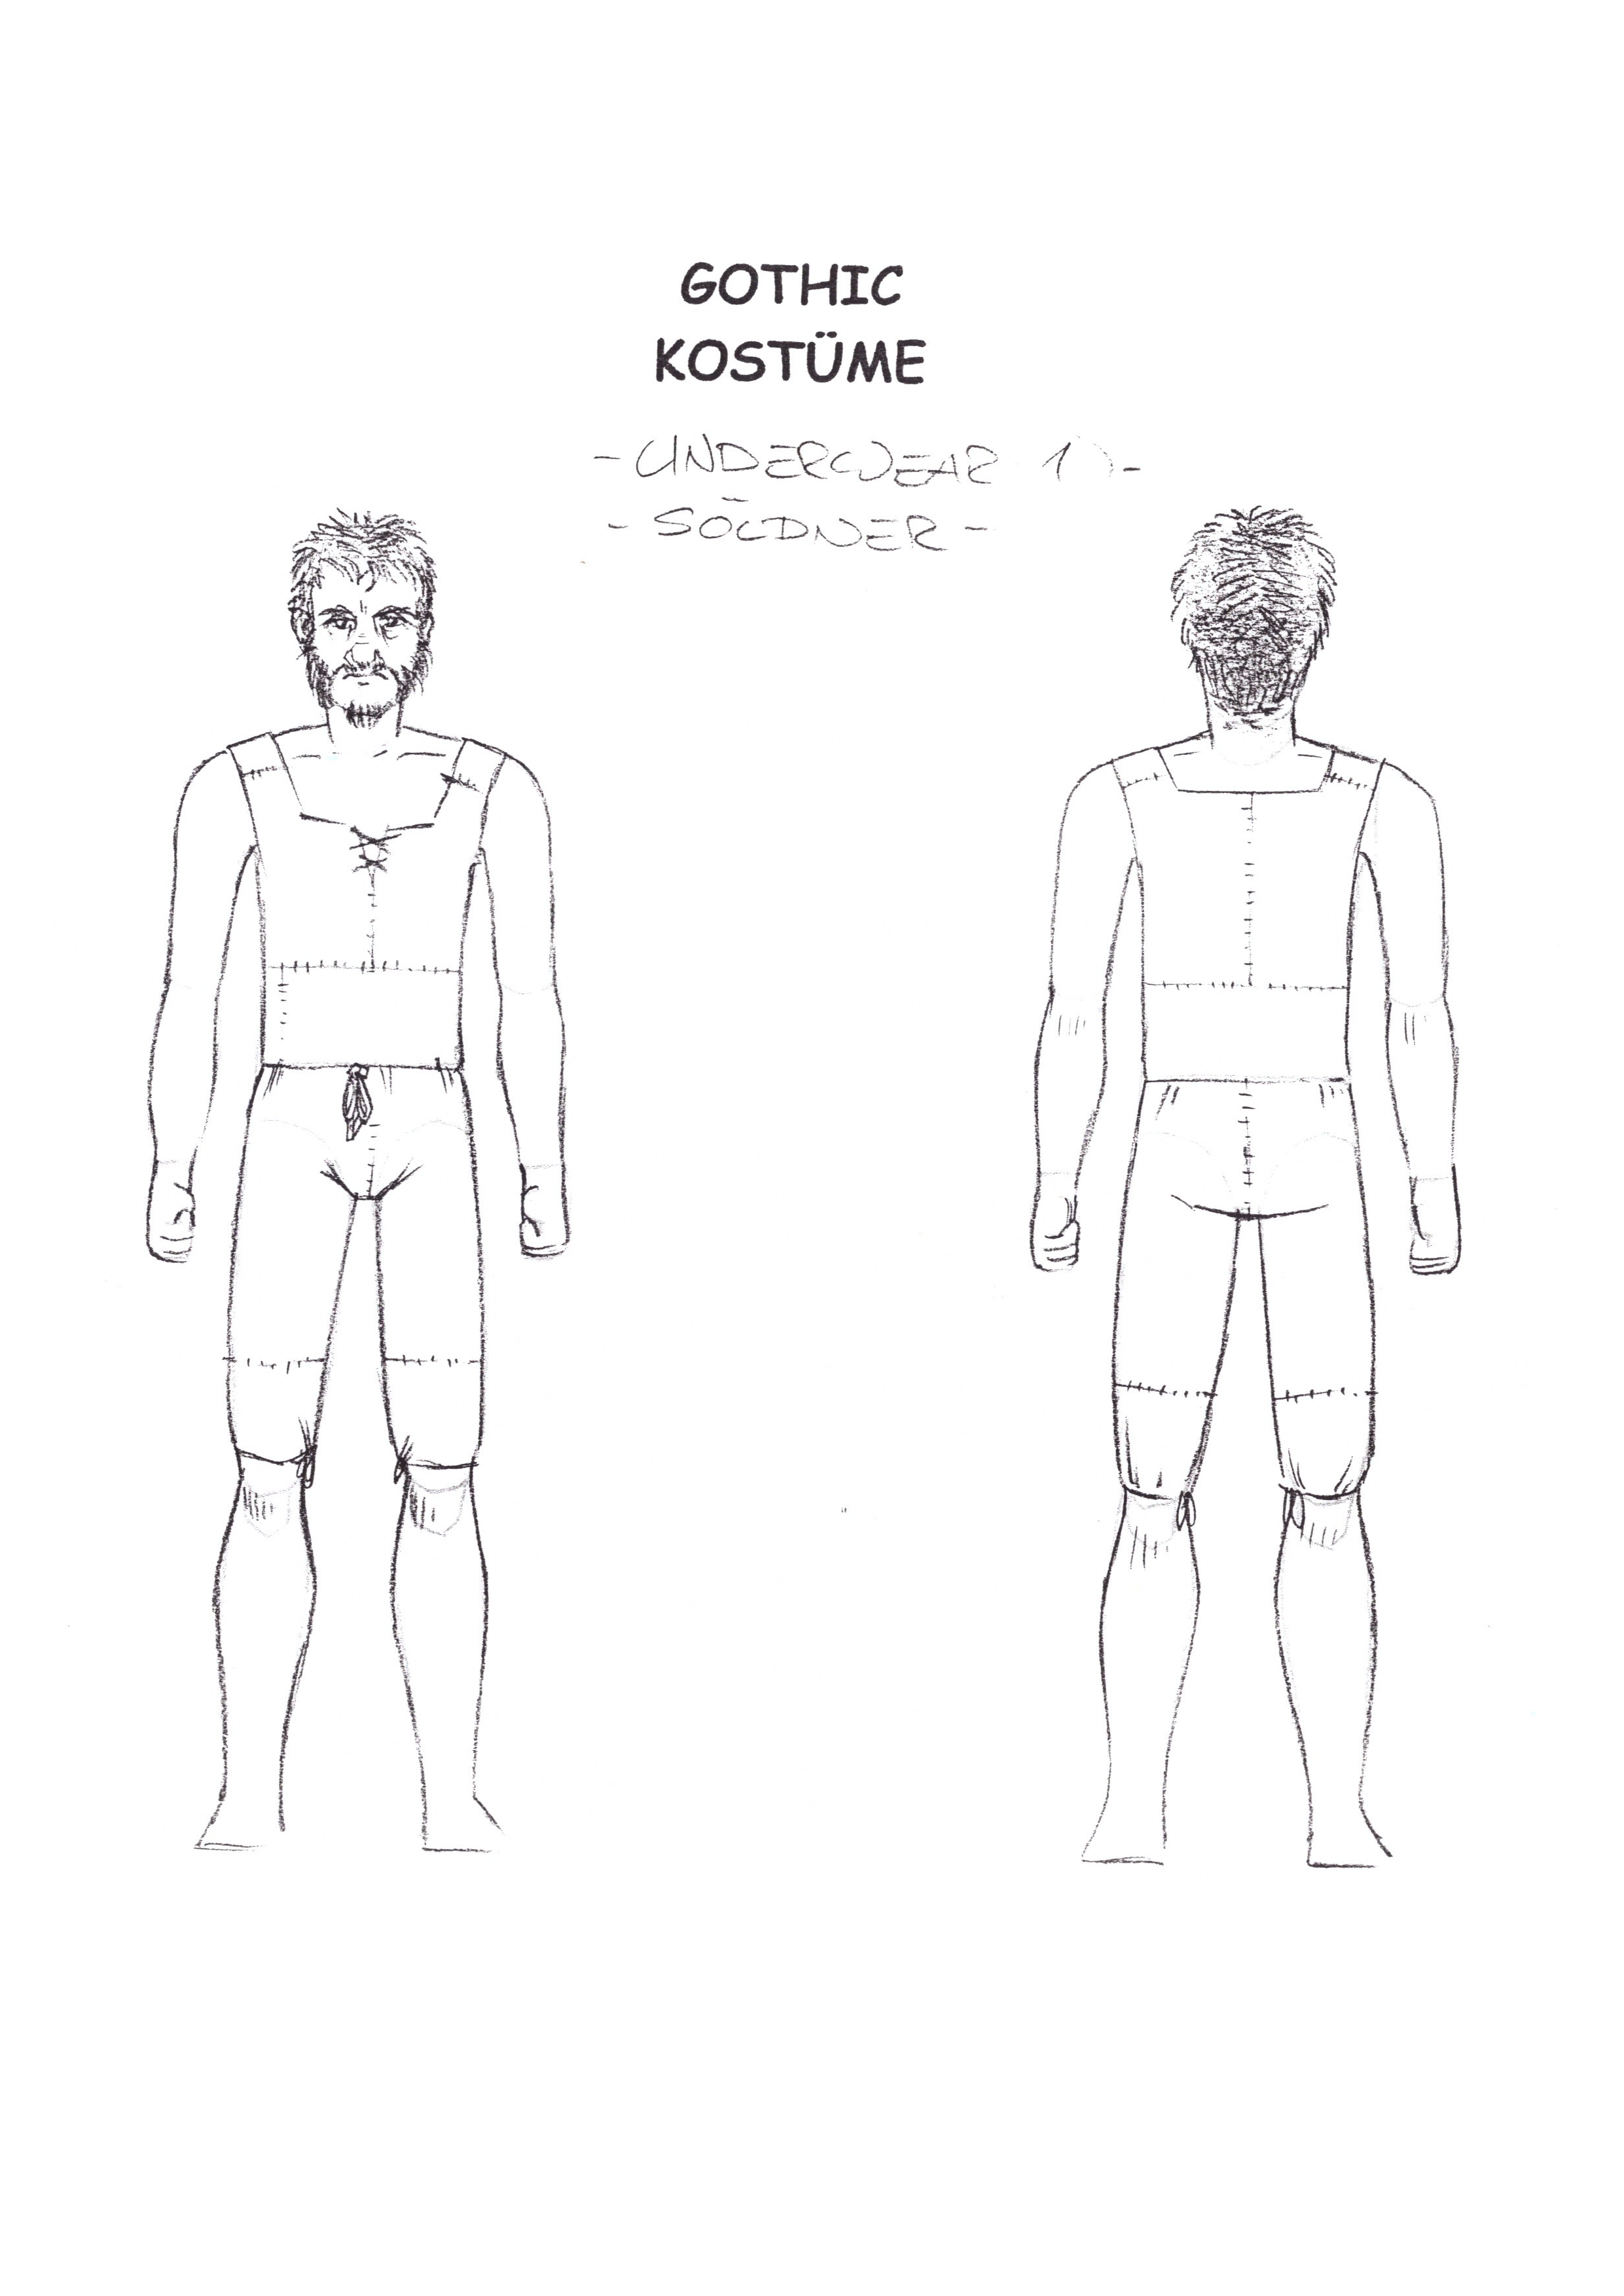 GOTHIC
KOSTÜME
- UNDERWEAR 1) -
- SÖLDNER -